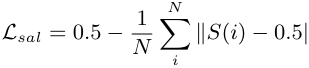 \mathcal{L}_{sal} = 0.5 - \frac{1}{N} \sum_{i}^{N} \| S(i) - 0.5 |